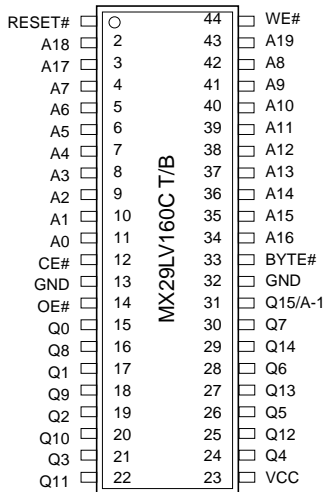 RESET# 44 WE#
A18 2 43 A19
A17 3 42 A8
A7 4 41 A9
A6 5 40 A10
A5 6 39 A11
A4 7 38 A12
A3 8 37 A13
A2 9 36 A14
A1 10 35 A15
A0 11 34 A16
CE# 12 33 BYTE#
GND 13 32 GND
OE# 14 31 Q15/A-1
Q0 15 30 Q7
Q8 16 29 Q14
Q1 17 28 Q6
Q9 18 27 Q13
Q2 19 26 Q5
Q10 20 25 Q12
Q3 21 24 Q4
Q11 22 23 VCC
MX29LV160C T/B